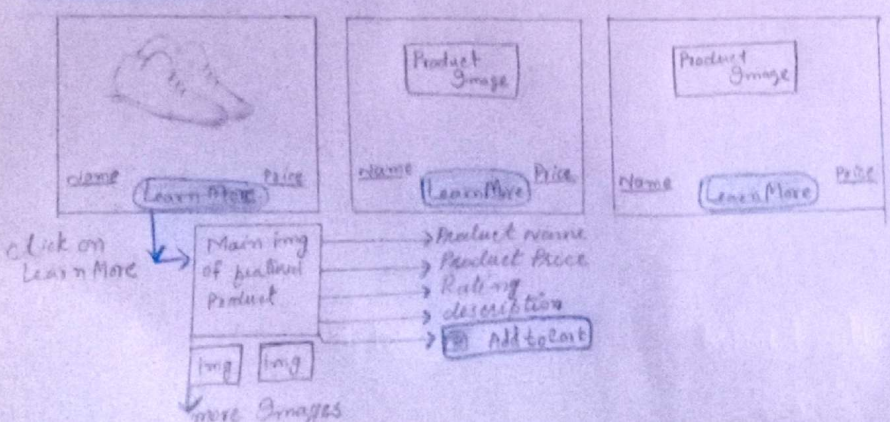 Product
Image
Product
Image
Name
Learn More
Price
Name
Learn More
Price
Name
Learn More
Price
Click on
Learn More
Main img
of
Product
Product name
Product Price
Rating
description
Add to Cart
img
img
more Images